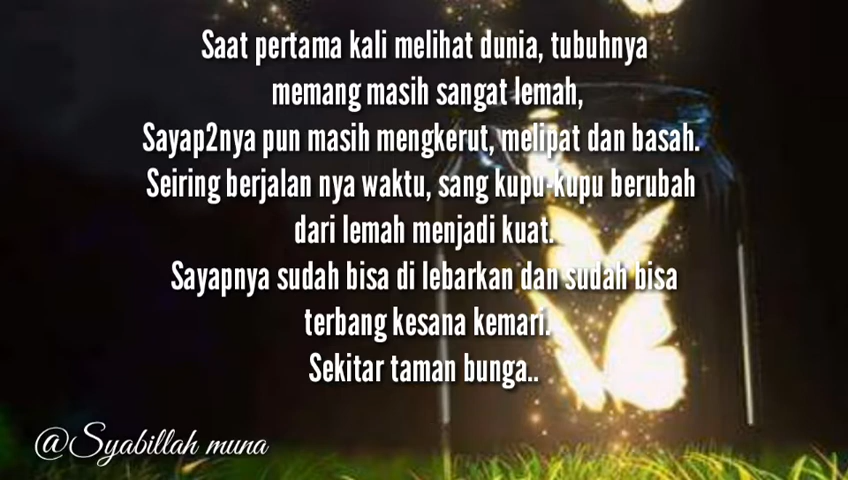 Saat pertama kali melihat dunia, tubuhnya
memang masih sangat lemah,
Sayap2nya pun masih mengkerut, melipat dan basah.
Seiring berjalan nya waktu, sang kupu-kupu berubah
dari lemah menjadi kuat.
Sayapnya sudah bisa di lebarkan dan sudah bisa
terbang kesana kemari.
Sekitar taman bunga..
@Syabillah muna